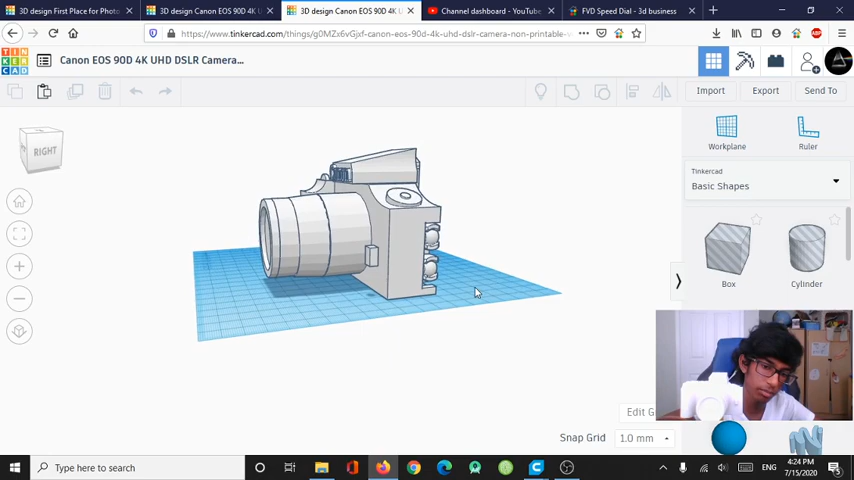 3D design First Place for Photo
3D design Canon EOS 90D 4K U
3D design Canon EOS 90D 4K U
Channel dashboard - YouTube
FVD Speed Dial - 3d business
https://www.tinkercad.com/things/g0MZx6vGjxf-canon-eos-90d-4k-uhd-dslr-camera-non-printable-
ABP
TIN
KER
CAD
Canon EOS 90D 4K UHD DSLR Camera...
Import
Export
Send To
RIGHT
Workplane
Ruler
Tinkercad
Basic Shapes
Box
Cylinder
Edit G
Snap Grid
1.0 mm
Type here to search
ENG
4:24 PM
7/15/2020